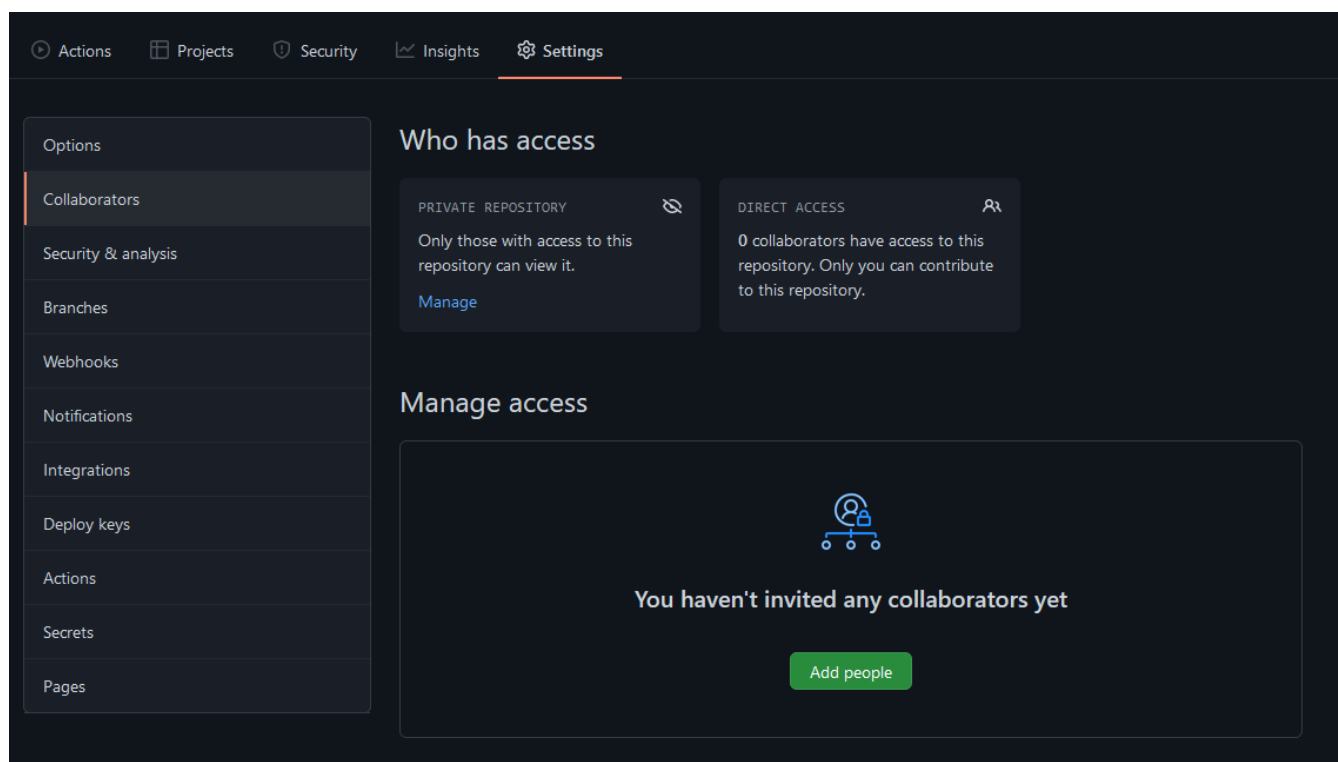 Actions Projects Security Insights Settings
Options
Collaborators
Security & analysis
Branches
Webhooks
Notifications
Integrations
Deploy keys
Actions
Secrets
Pages
Who has access
PRIVATE REPOSITORY
Only those with access to this
repository can view it.
Manage
DIRECT ACCESS
0 collaborators have access to this
repository. Only you can contribute
to this repository.
Manage access
You haven't invited any collaborators yet
Add people